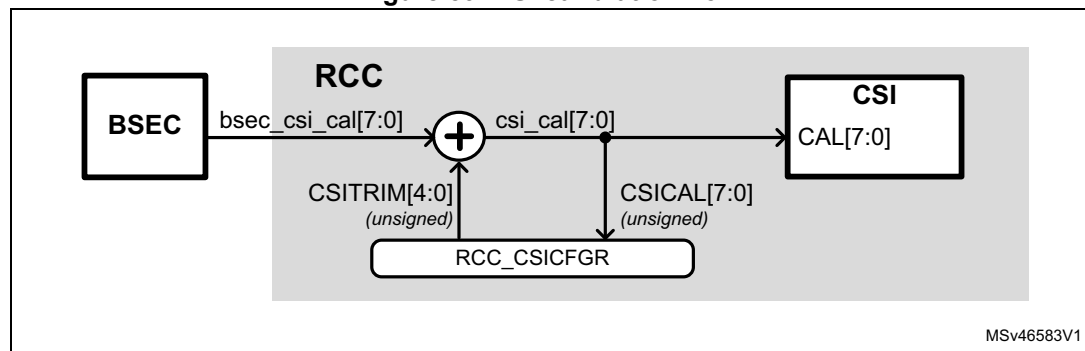 RCC
CSI
BSEC
bsec_csi_cal[7:0]
csi_cal[7:0]
CAL[7:0]
CSITRIM[4:0]
(unsigned)
CSICAL[7:0]
(unsigned)
RCC_CSICFGR
MSv46583V1